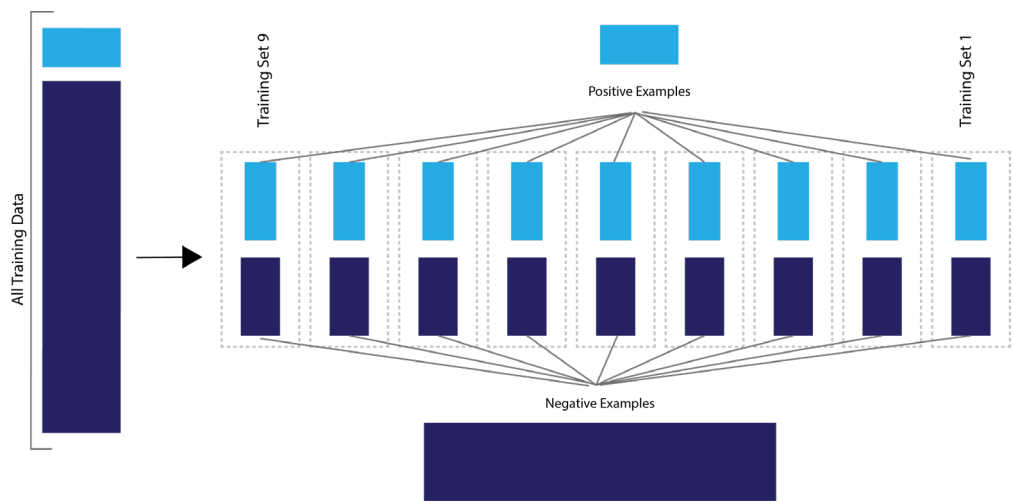 All Training Data
Training Set 9
Positive Examples
Training Set 1
Negative Examples